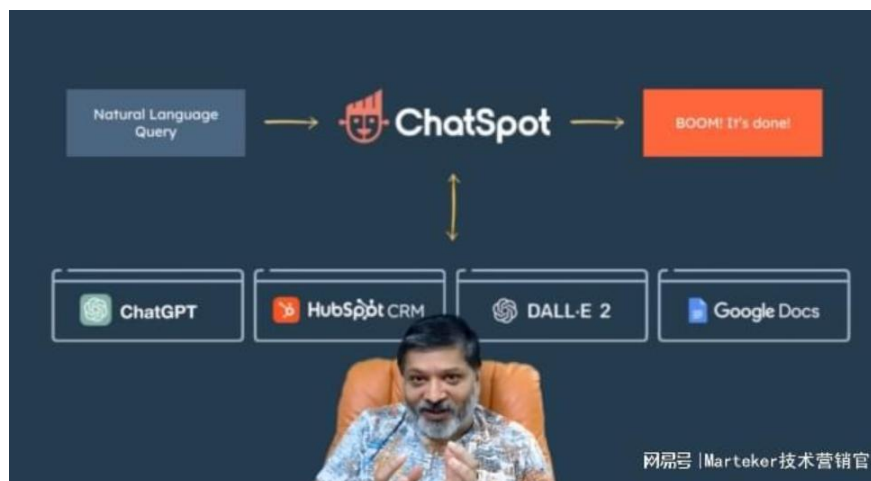 Natural Language
Query
ChatSpot
BOOM! It's done!
ChatGPT
HubSpot CRM
DALL·E 2
Google Docs
网易号 | Marteker技术营销官